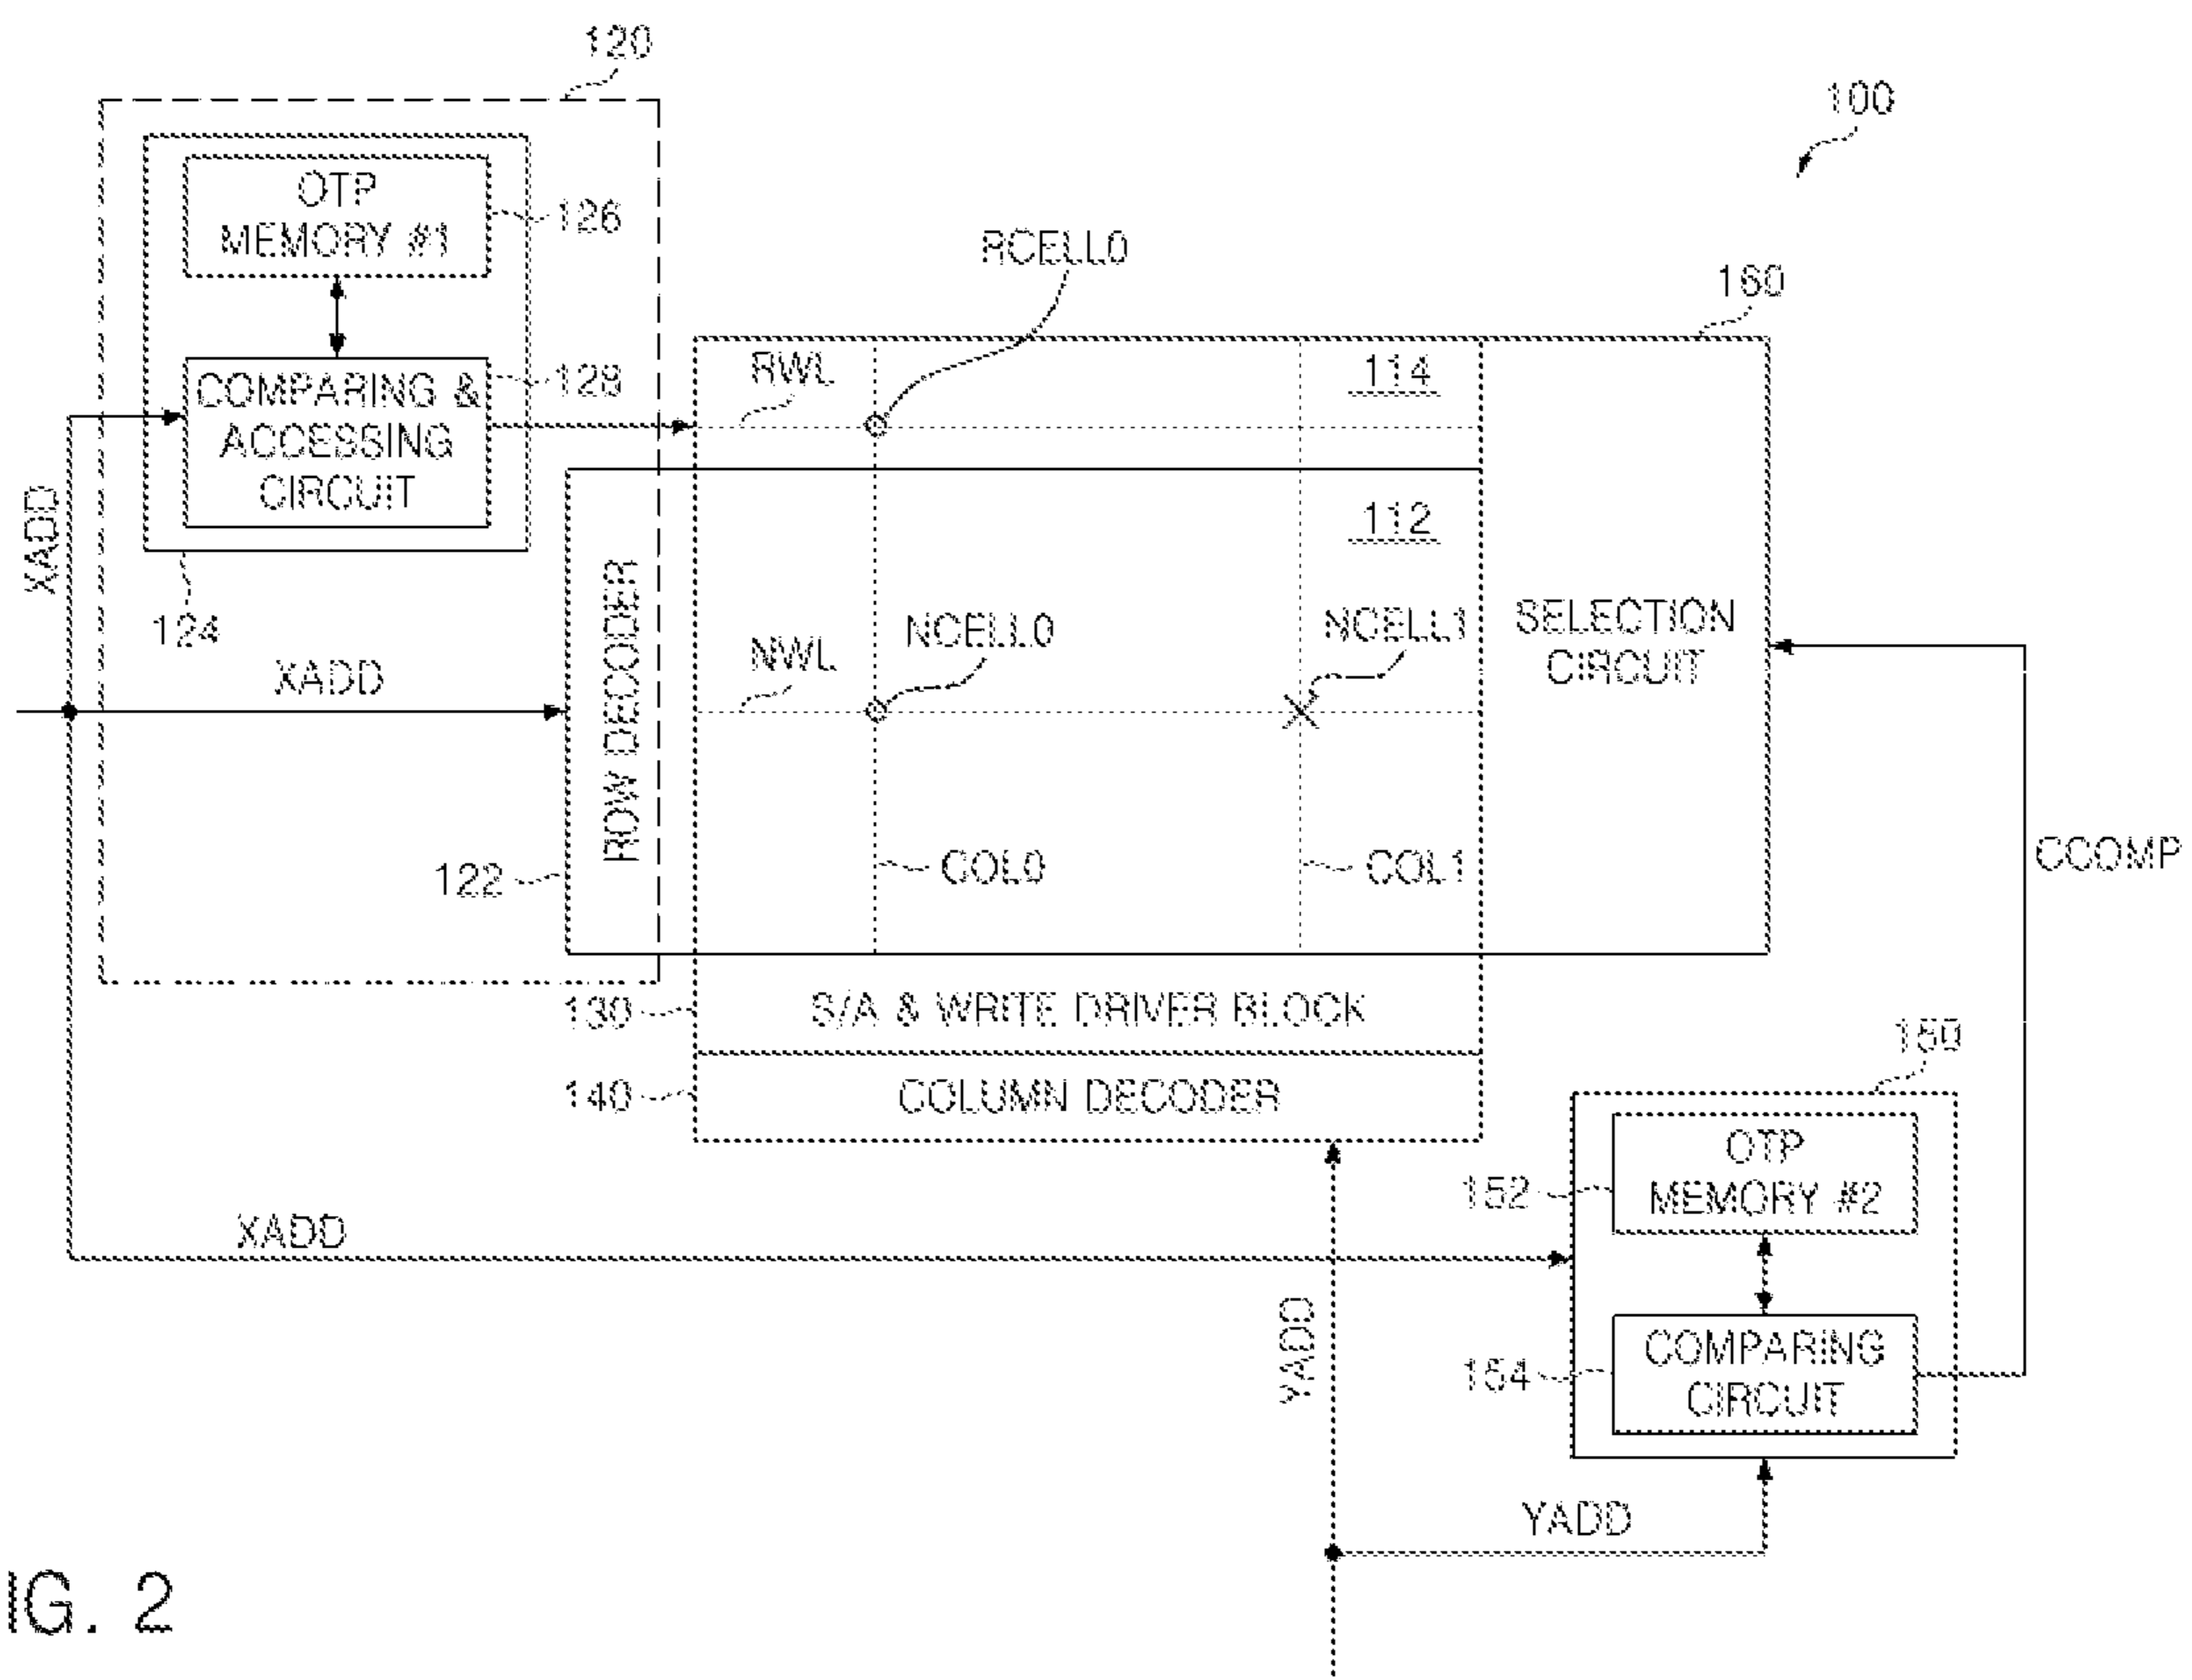 120
100
OTP
MEMORY #1
126
RCELL0
160
RWL
114
COMPARING &
ACCESSING
CIRCUIT
128
XADD
112
124
ROW DECODER
NCELL0
NCELL1
SELECTION
CIRCUIT
XADD
NWL
122
COL0
COL1
CCOMP
130
S/A & WRITE DRIVER BLOCK
150
140
COLUMN DECODER
OTP
MEMORY #2
152
XADD
YADD
COMPARING
CIRCUIT
154
YADD
IG. 2